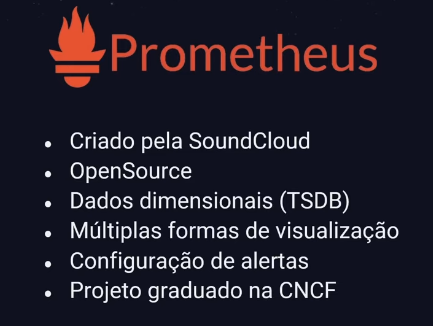 Prometheus
• Criado pela SoundCloud
• OpenSource
• Dados dimensionais (TSDB)
• Múltiplas formas de visualização
• Configuração de alertas
• Projeto graduado na CNCF